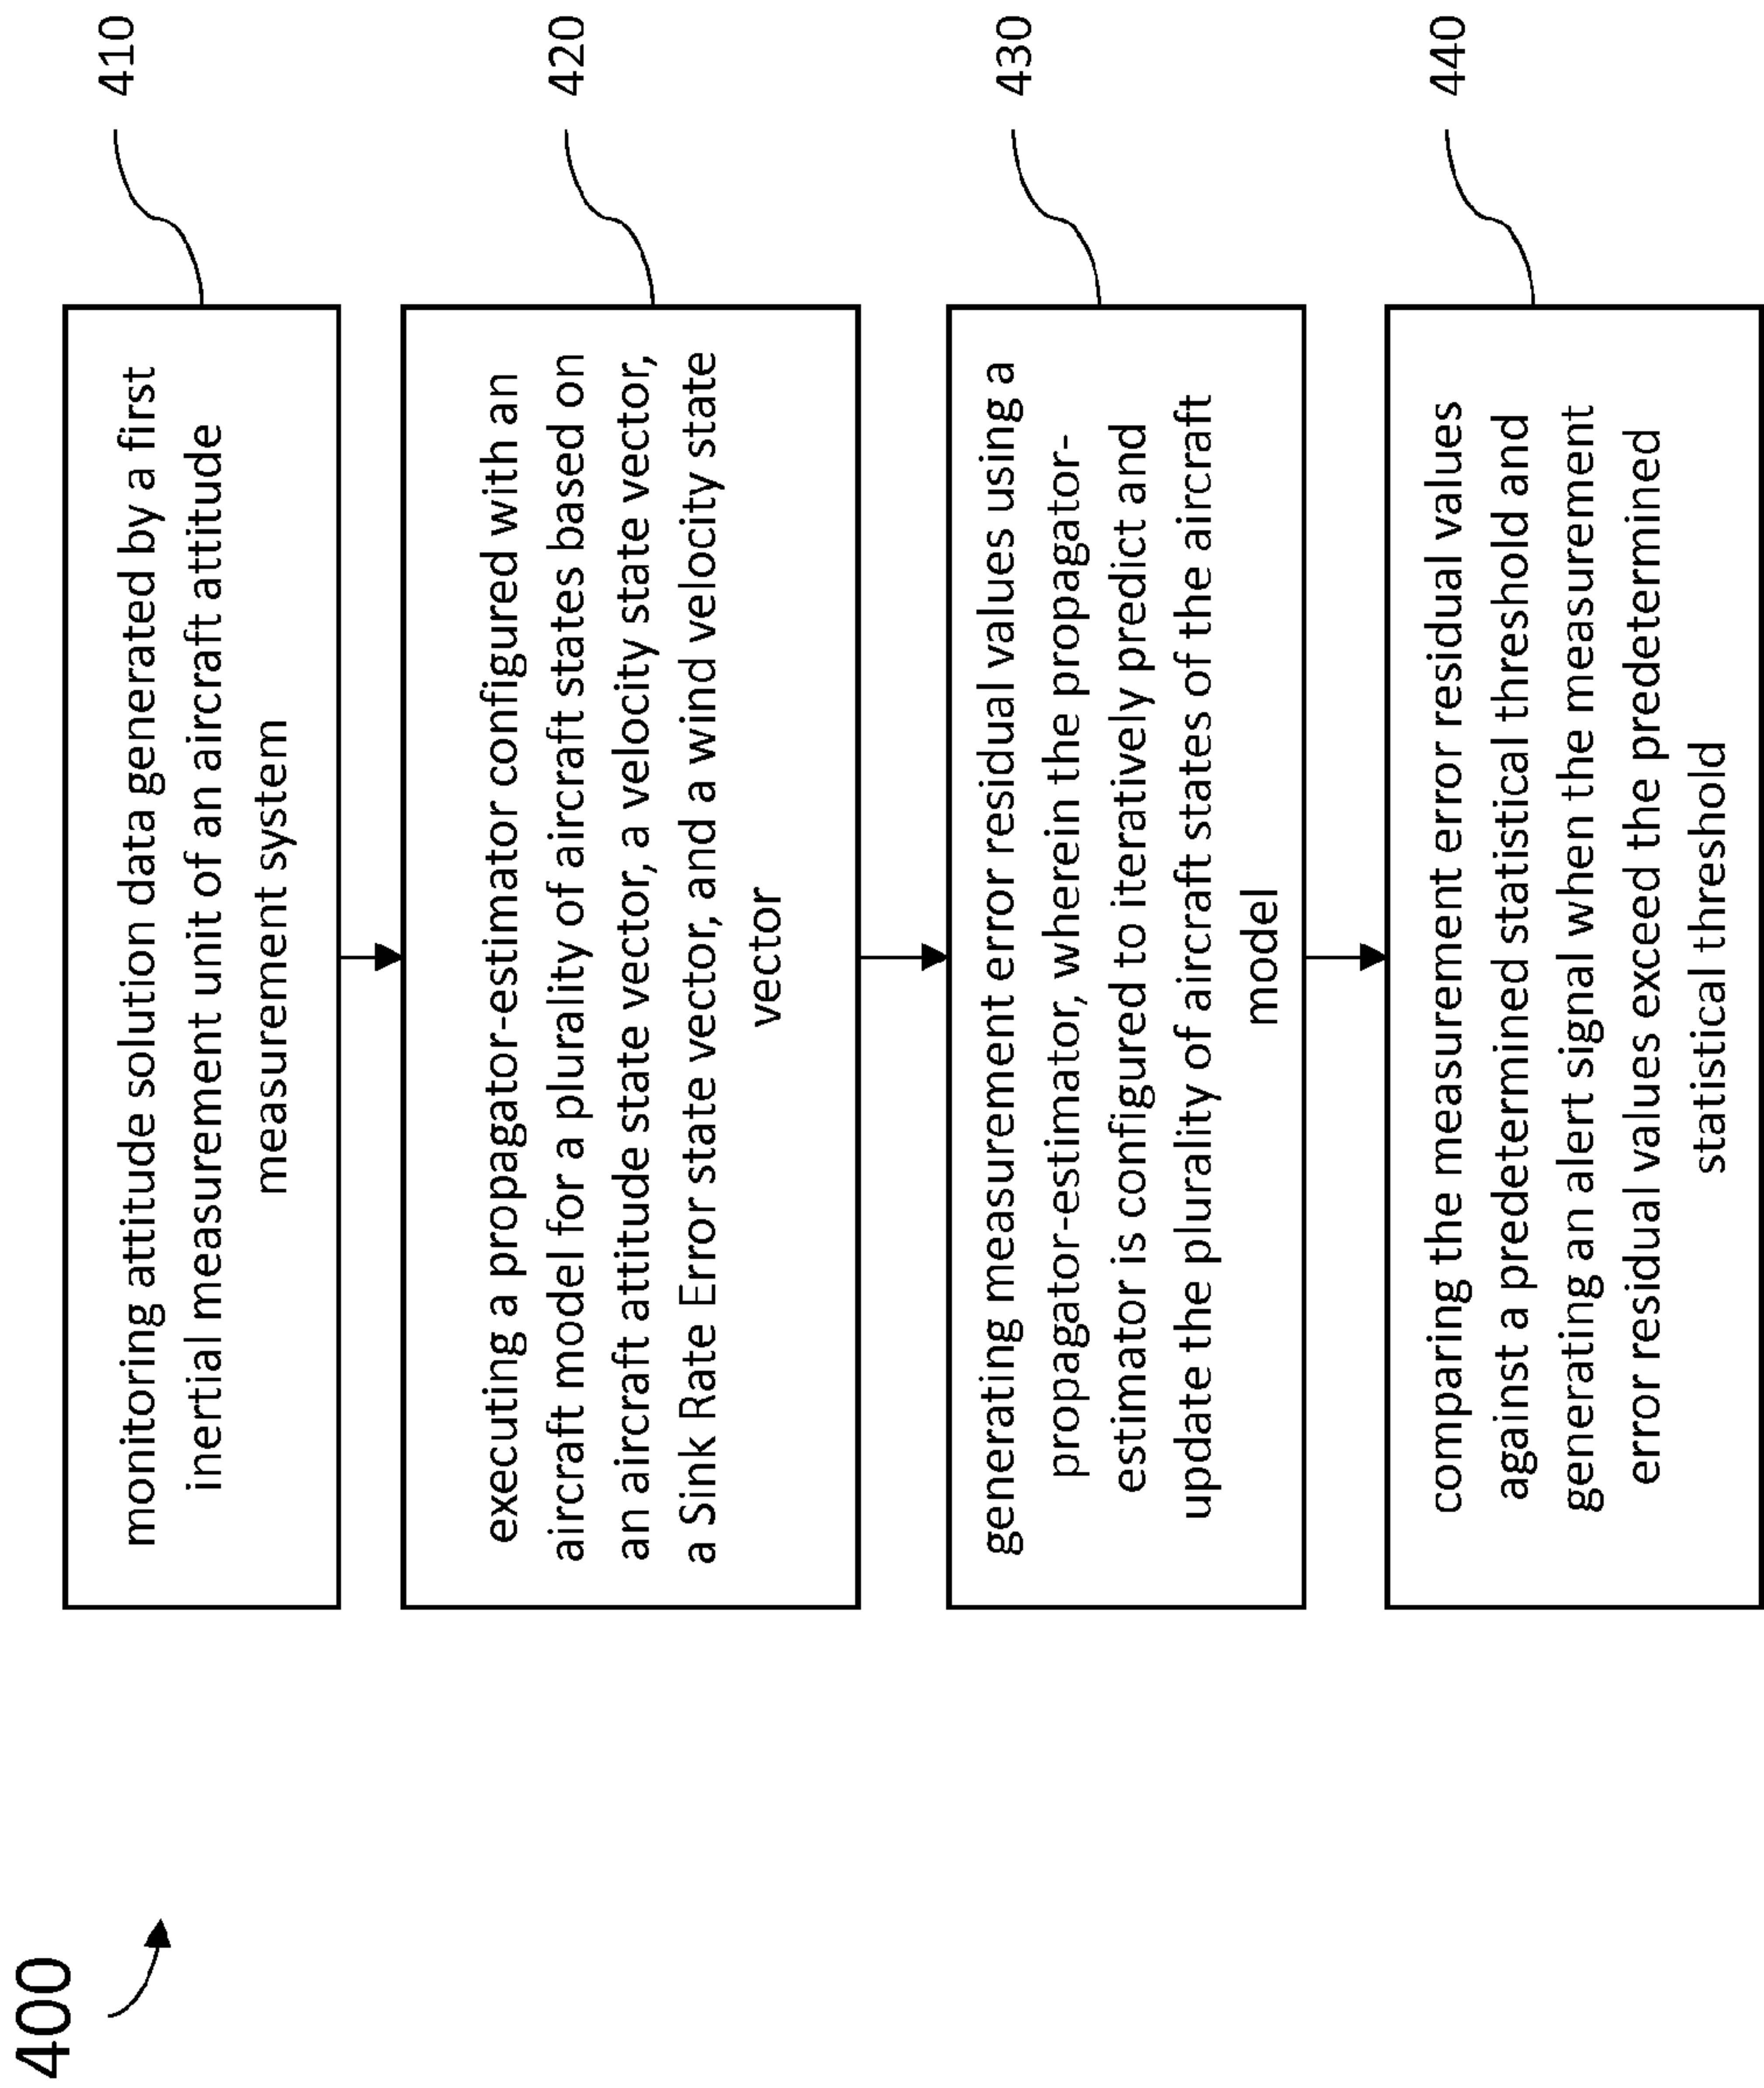 400
monitoring attitude solution data generated by a first
inertial measurement unit of an aircraft attitude
measurement system
410
executing a propagator-estimator configured with an
aircraft model for a plurality of aircraft states based on
an aircraft attitude state vector, a velocity state vector,
a Sink Rate Error state vector, and a wind velocity state
vector
420
generating measurement error residual values using a
propagator-estimator, wherein the propagator-
estimator is configured to iteratively predict and
update the plurality of aircraft states of the aircraft
model
430
comparing the measurement error residual values
against a predetermined statistical threshold and
generating an alert signal when the measurement
error residual values exceed the predetermined
statistical threshold
440